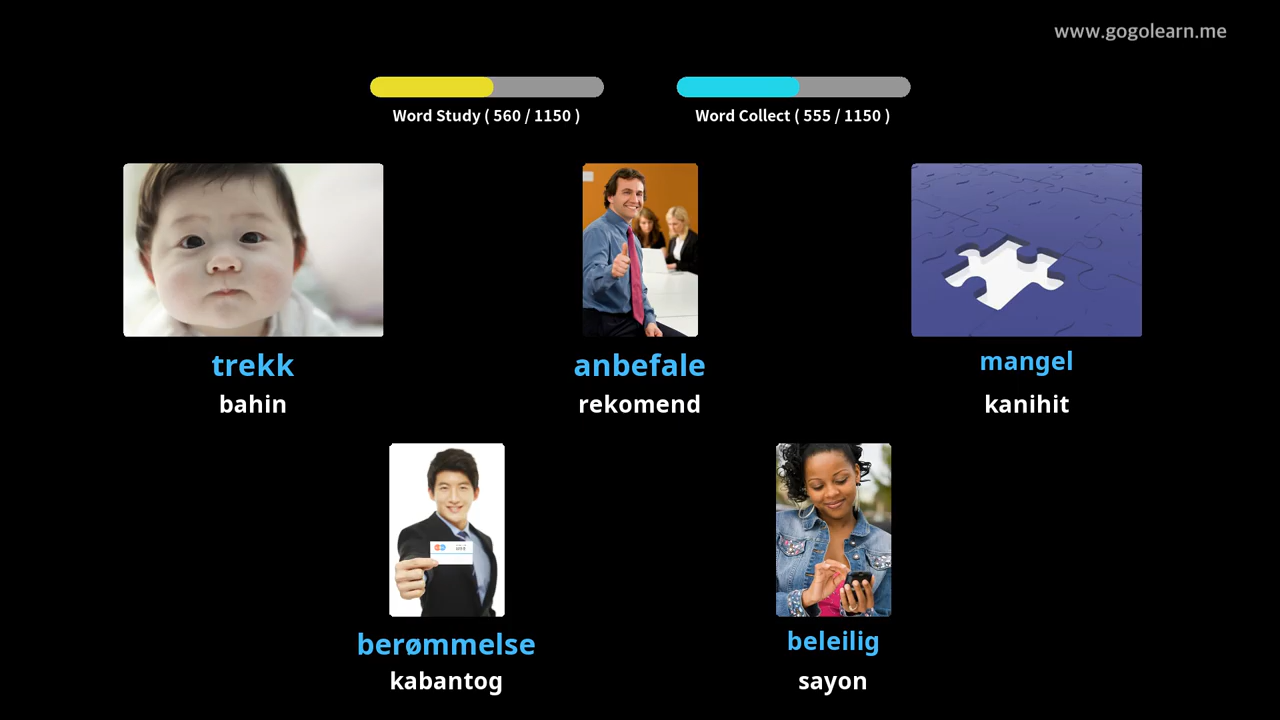 www.gogolearn.me
Word Study ( 560 / 1150 )
Word Collect ( 555 / 1150 )
trekk
bahin
anbefale
rekomend
mangel
kanihit
berømmelse
kabantog
beleilig
sayon